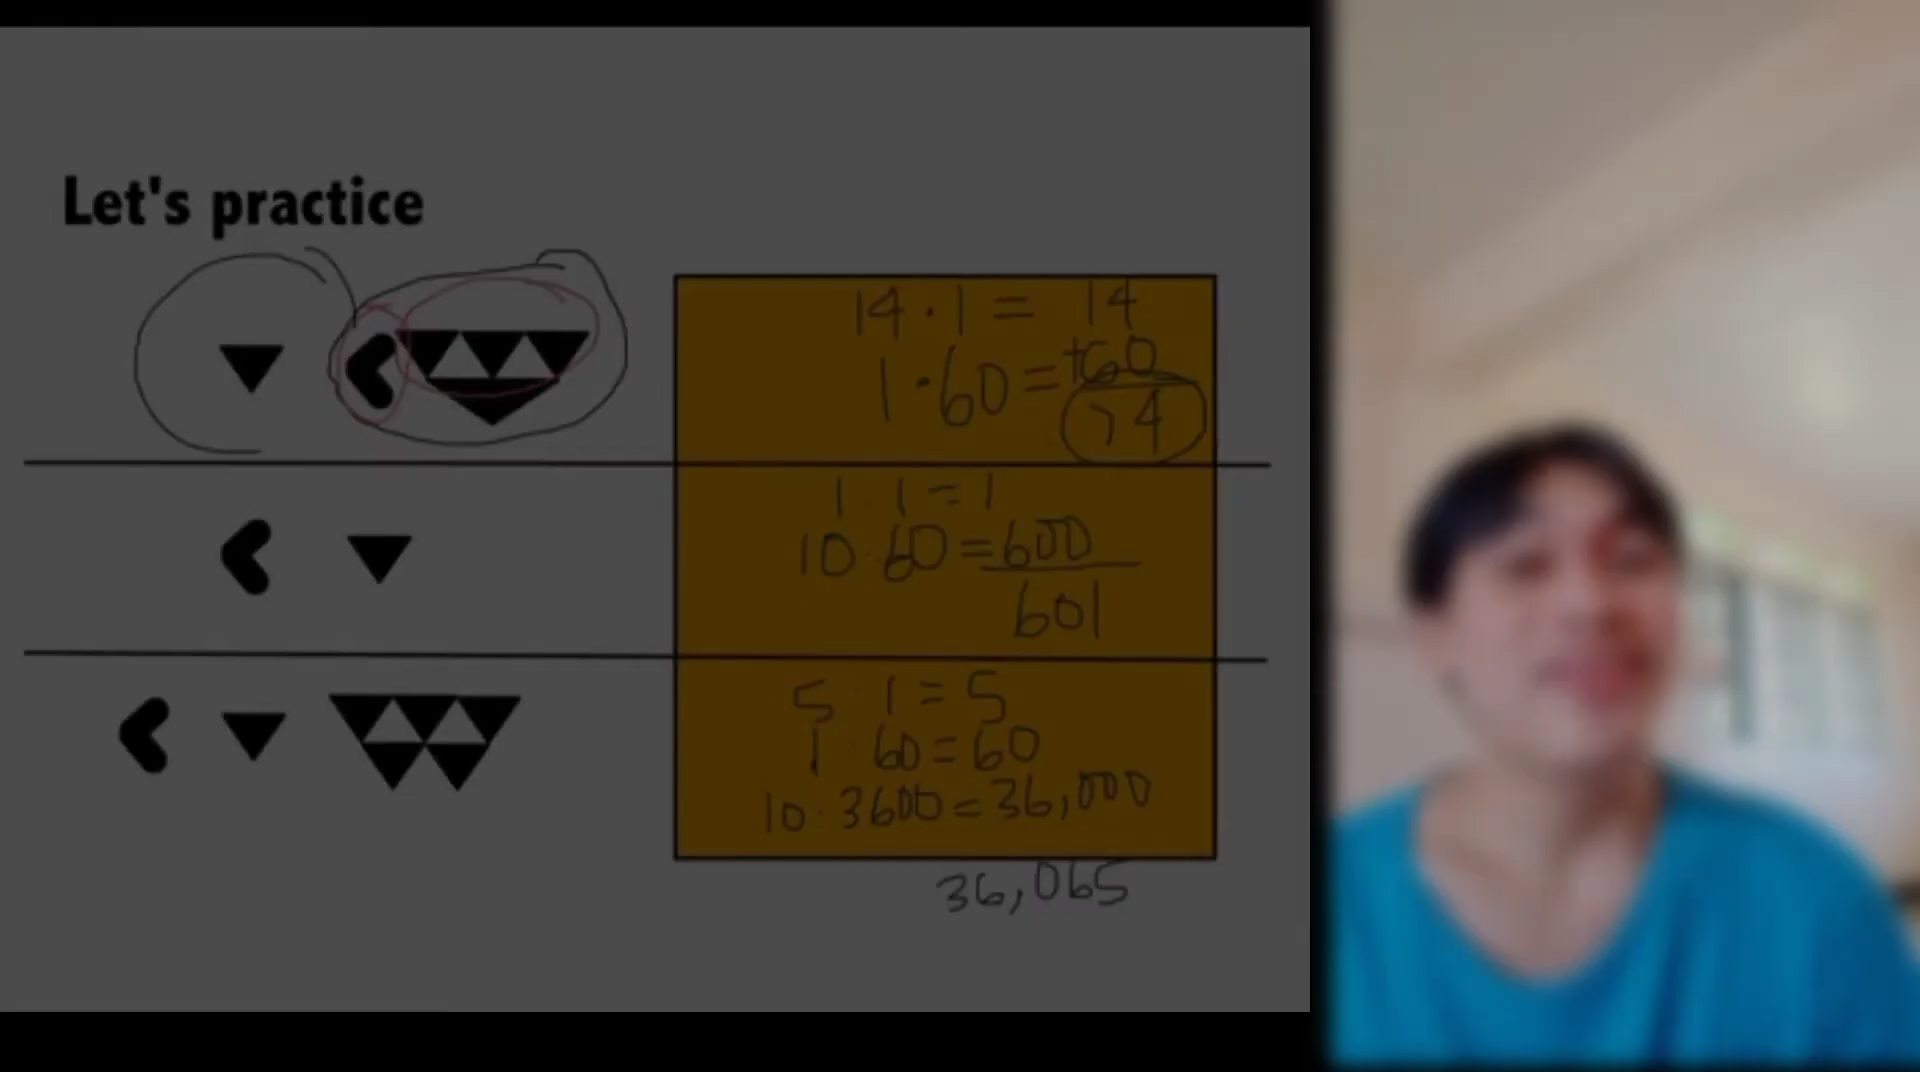 Let's practice
14 · 1 = 14
1 · 60 = +60
74
1 · 1 = 1
10 · 60 = 600
601
5 · 1 = 5
1 · 60 = 60
10 · 3600 = 36,000
36,065